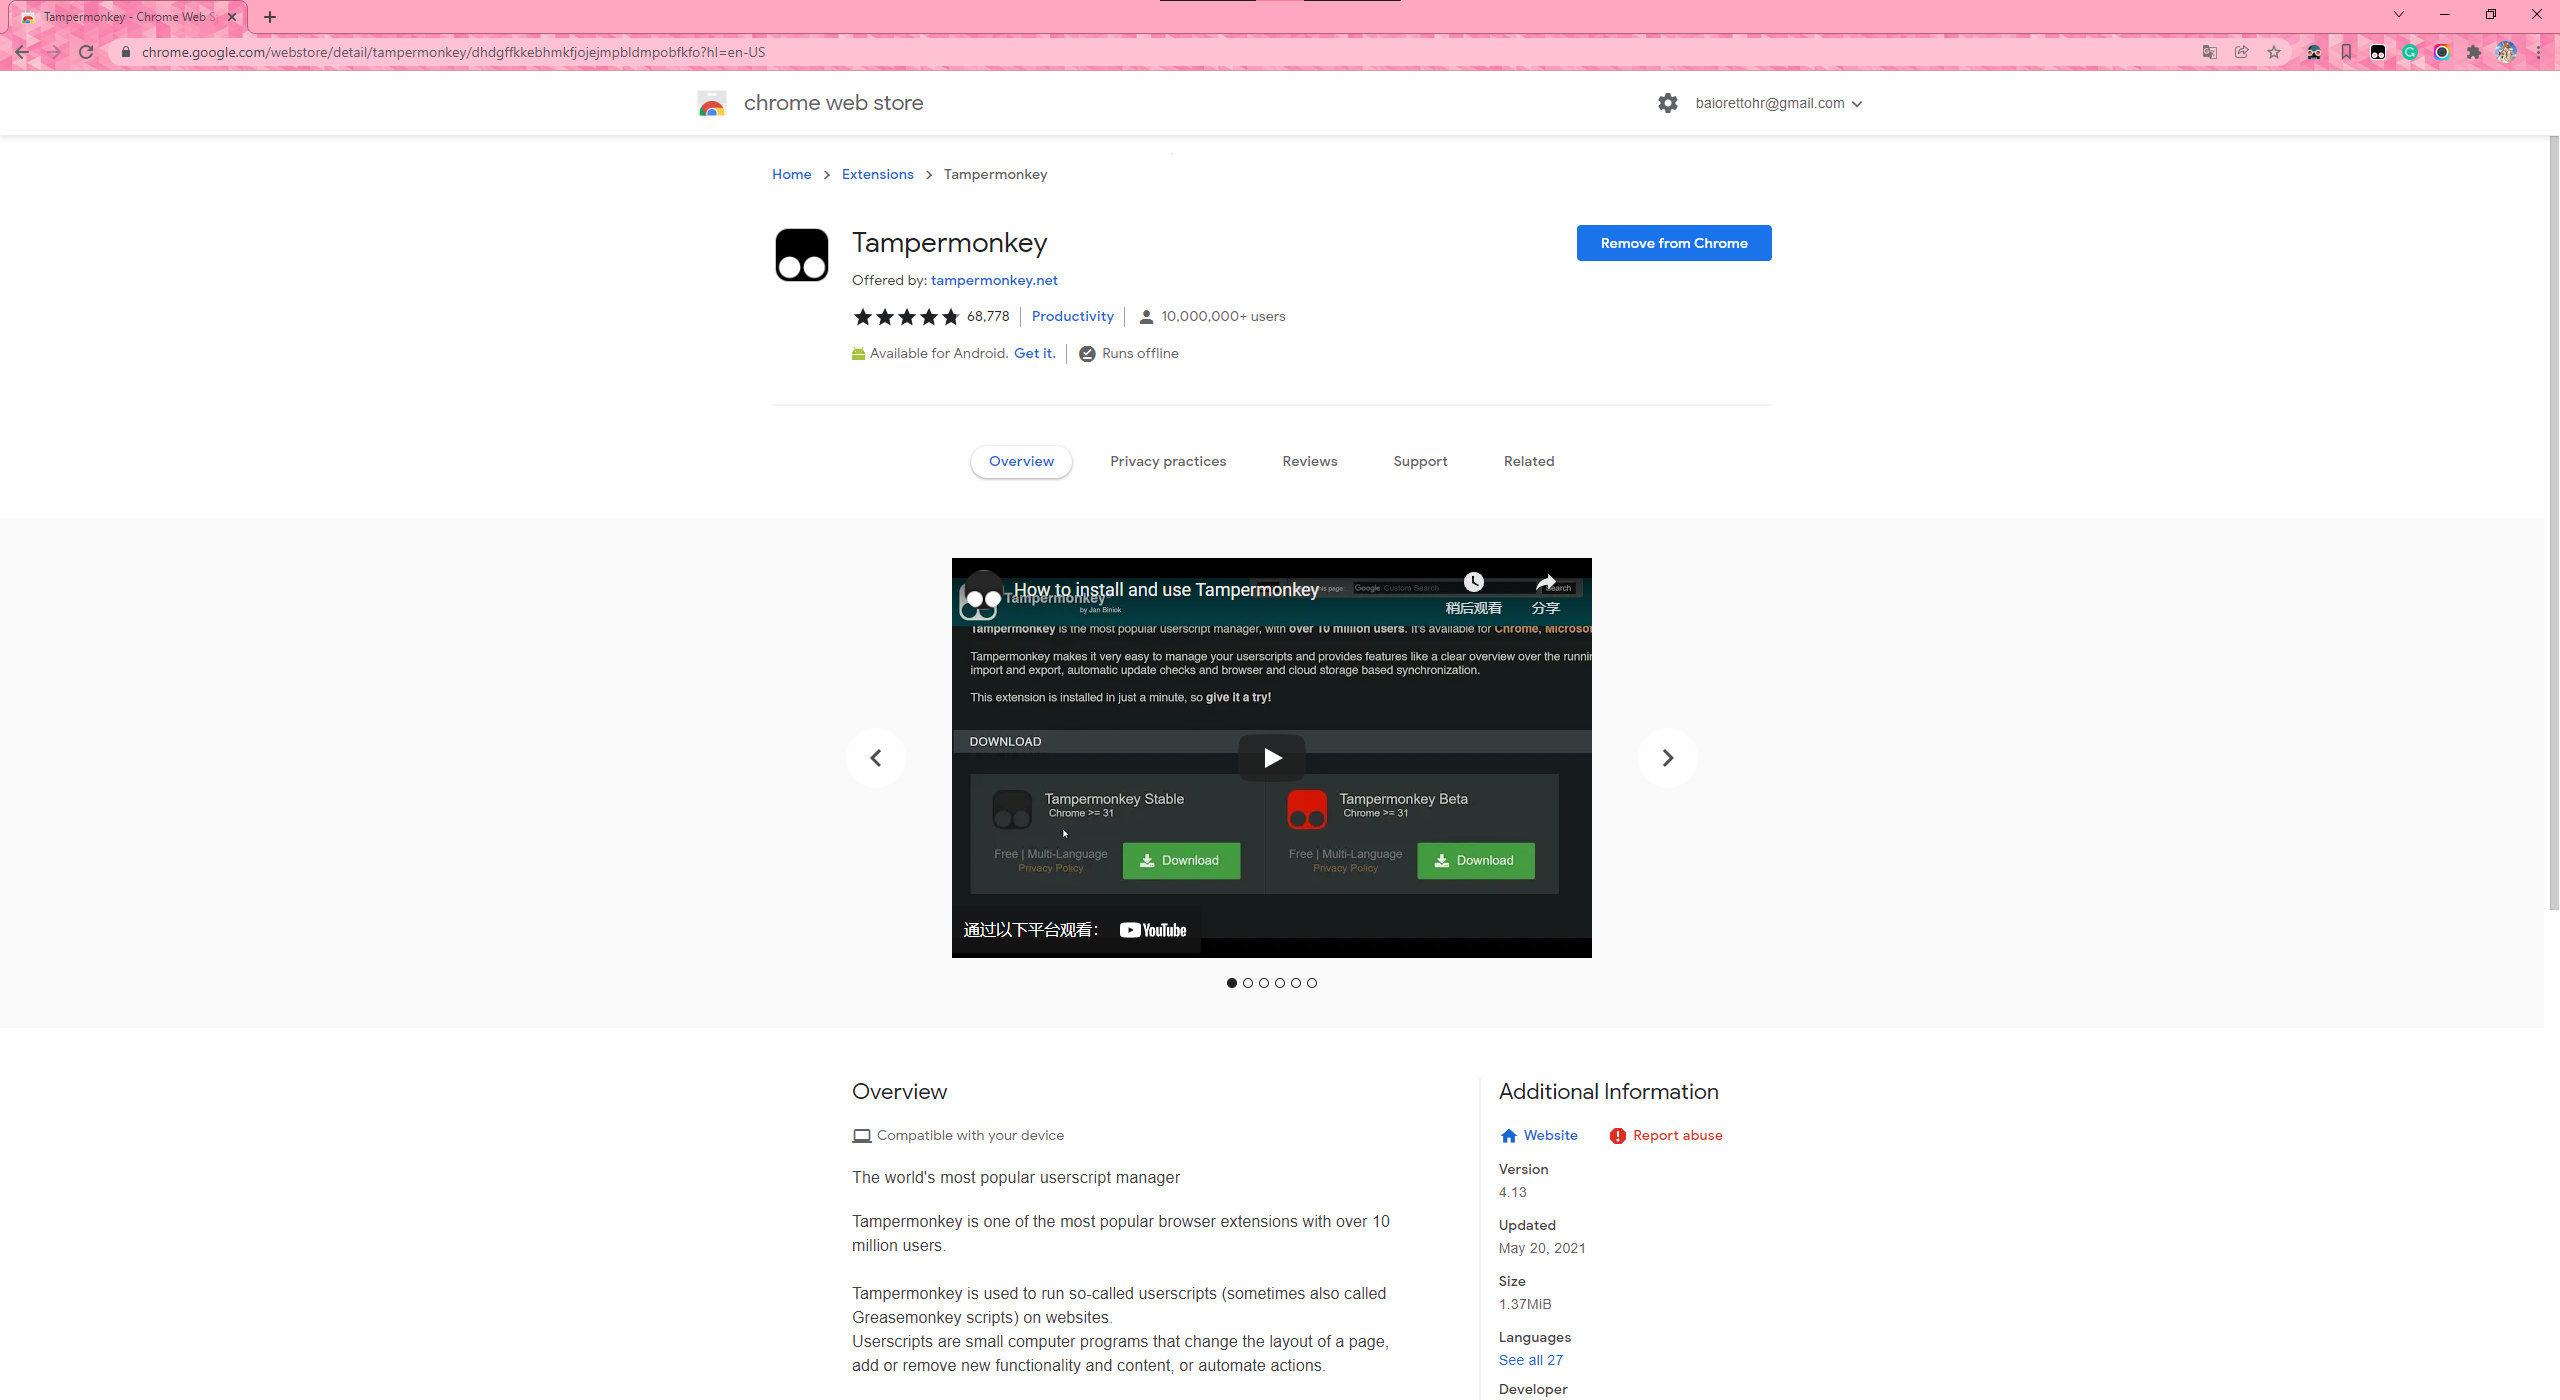 Tampermonkey - Chrome Web S
chrome.google.com/webstore/detail/tampermonkey/dhdgffkkebhmkfjojejmpbldmpobfkfo?hl=en-US
chrome web store
baiorettohr@gmail.com
Home > Extensions > Tampermonkey
Tampermonkey
Remove from Chrome
Offered by: tampermonkey.net
68,778 Productivity 10,000,000+ users
Available for Android. Get it. Runs offline
Overview Privacy practices Reviews Support Related
How to install and use Tampermonkey
this page: Google Custom Search Search
Tampermonkey
by Jan Biniok
稍后观看 分享
Tampermonkey is the most popular userscript manager, with over 10 million users. It's available for Chrome, Microsof
Tampermonkey makes it very easy to manage your userscripts and provides features like a clear overview over the runni
import and export, automatic update checks and browser and cloud storage based synchronization.
This extension is installed in just a minute, so give it a try!
DOWNLOAD
Tampermonkey Stable
Chrome >= 31
Free | Multi-Language
Privacy Policy
Download
Tampermonkey Beta
Chrome >= 31
Free | Multi-Language
Privacy Policy
Download
通过以下平台观看： YouTube
Overview
Compatible with your device
The world's most popular userscript manager
Tampermonkey is one of the most popular browser extensions with over 10
million users.
Tampermonkey is used to run so-called userscripts (sometimes also called
Greasemonkey scripts) on websites.
Userscripts are small computer programs that change the layout of a page,
add or remove new functionality and content, or automate actions.
Additional Information
Website Report abuse
Version
4.13
Updated
May 20, 2021
Size
1.37MiB
Languages
See all 27
Developer